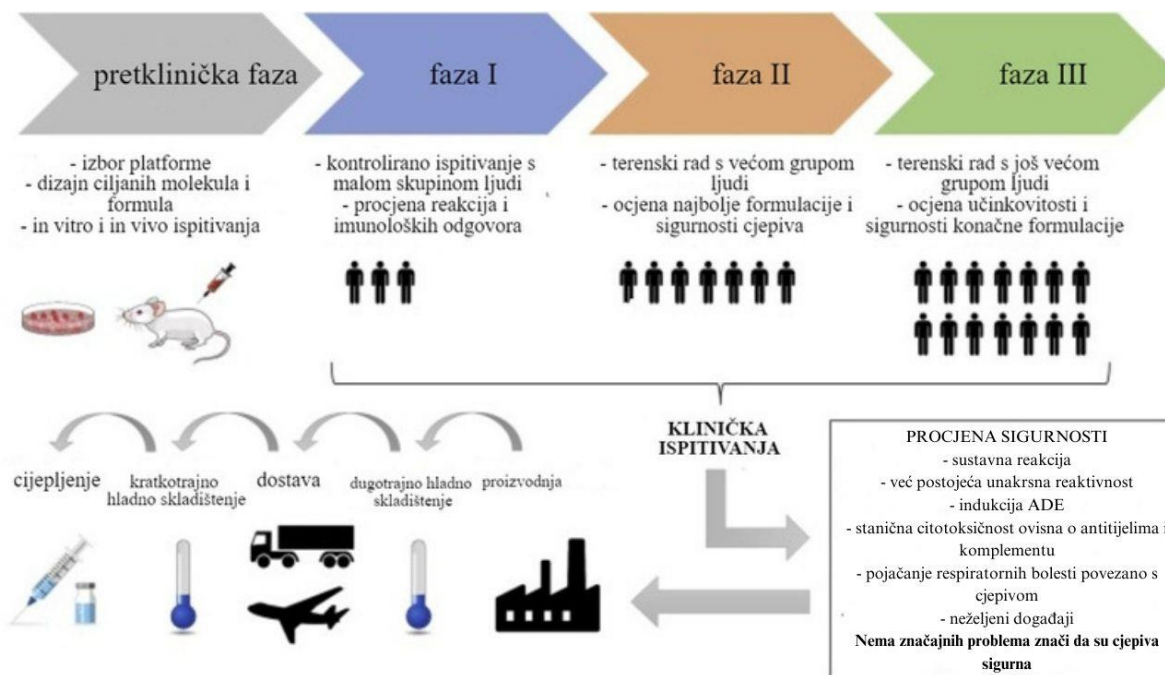 pretklinička faza
faza I
faza II
faza III
- izbor platforme
- dizajn ciljanih molekula i
formula
- in vitro i in vivo ispitivanja
- kontrolirano ispitivanje s
malom skupinom ljudi
- procjena reakcija i
imunoloških odgovora
- terenski rad s većom grupom
ljudi
- ocjena najbolje formulacije i
sigurnosti cjepiva
- terenski rad s još većom
grupom ljudi
- ocjena učinkovitosti i
sigurnosti konačne formulacije
KLINIČKA
ISPITIVANJA
cijepljenje
kratkotrajno
hladno skladištenje
dostava
dugotrajno hladno
skladištenje
proizvodnja
PROCJENA SIGURNOSTI
- sustavna reakcija
- već postojeća unakrsna reaktivnost
- indukcija ADE
- stanična citotoksičnost ovisna o antitijelima i
komplementu
- pojačanje respiratornih bolesti povezano s
cjepivom
- neželjeni događaji
Nema značajnih problema znači da su cjepiva
sigurna